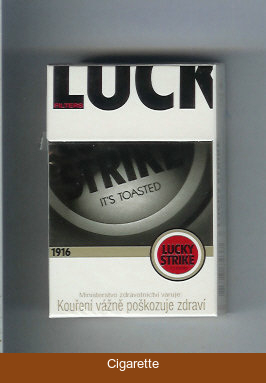 LUCK
FILTERS
STRIKE
IT'S TOASTED
1916
LUCKY
STRIKE
Ministerstvo zdravotnictví varuje
Kouření vážně poškozuje zdraví
Cigarette